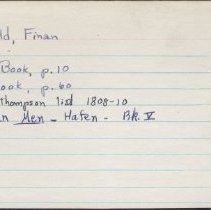 ld, Finan
Book, p. 10
ook, p. 60
Thompson list 1808-10
n Men - Hafen - Bk. V